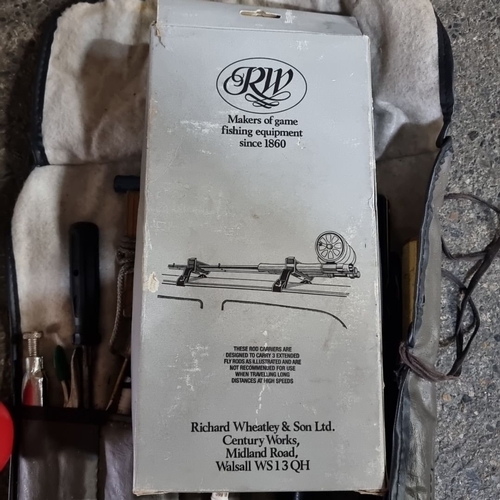 RW
Makers of game
fishing equipment
since 1860
THESE ROD CARRIERS ARE
DESIGNED TO CARRY 3 EXTENDED
FLY RODS AS ILLUSTRATED AND ARE
NOT RECOMMENDED FOR USE
WHEN TRAVELLING LONG
DISTANCES AT HIGH SPEEDS
Richard Wheatley & Son Ltd.
Century Works,
Midland Road,
Walsall WS1 3QH